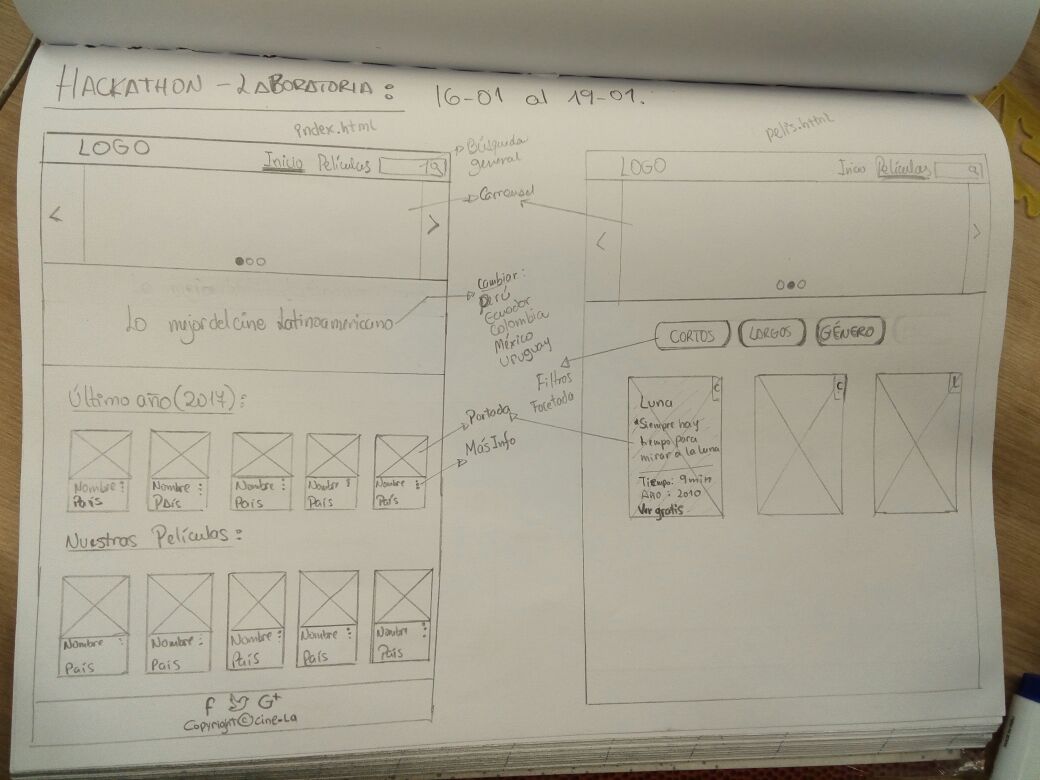 HACKATHON - LABORATORIA: 16-01 al 19-01.
index.html
LOGO
Inicio Películas
Lo mejor del cine Latinoamericano
Último año (2017):
Nombre :
País
Nombre :
País
Nombre :
País
Nombre :
País
Nombre :
País
Nuestras Películas:
Nombre :
País
Nombre :
País
Nombre :
País
Nombre :
País
Nombre :
País
f G+
Copyright © cine-La
Búsqueda
general
Carrusel
Cambiar:
Perú
Ecuador
Colombia
México
Uruguay
Filtros
Facetada
Portada
Más Info
pelis.html
LOGO
Inicio Películas
CORTOS LARGOS GÉNERO
C
Luna
*Siempre hay
tiempo para
mirar a la luna
Tiempo: 9min
Año : 2010
Ver gratis
C
L